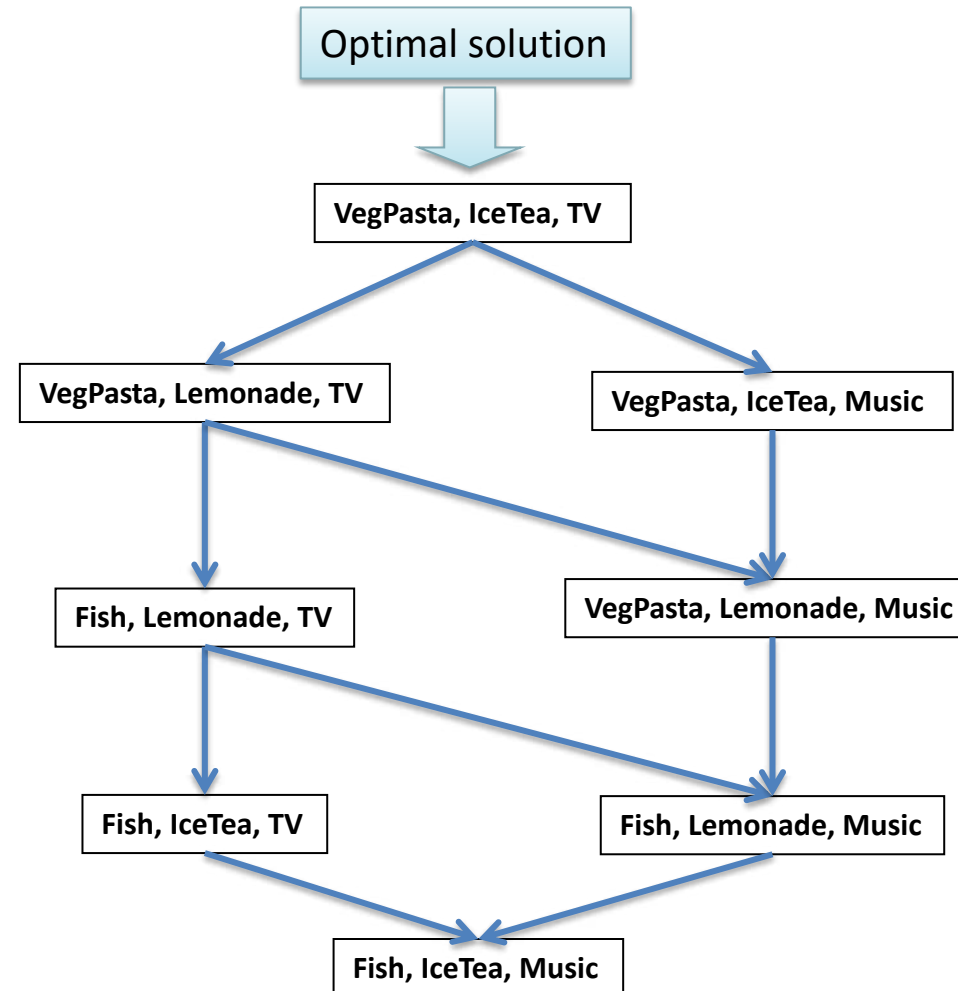 Optimal solution
VegPasta, IceTea, TV
VegPasta, Lemonade, TV
VegPasta, IceTea, Music
Fish, Lemonade, TV
VegPasta, Lemonade, Music
Fish, IceTea, TV
Fish, Lemonade, Music
Fish, IceTea, Music